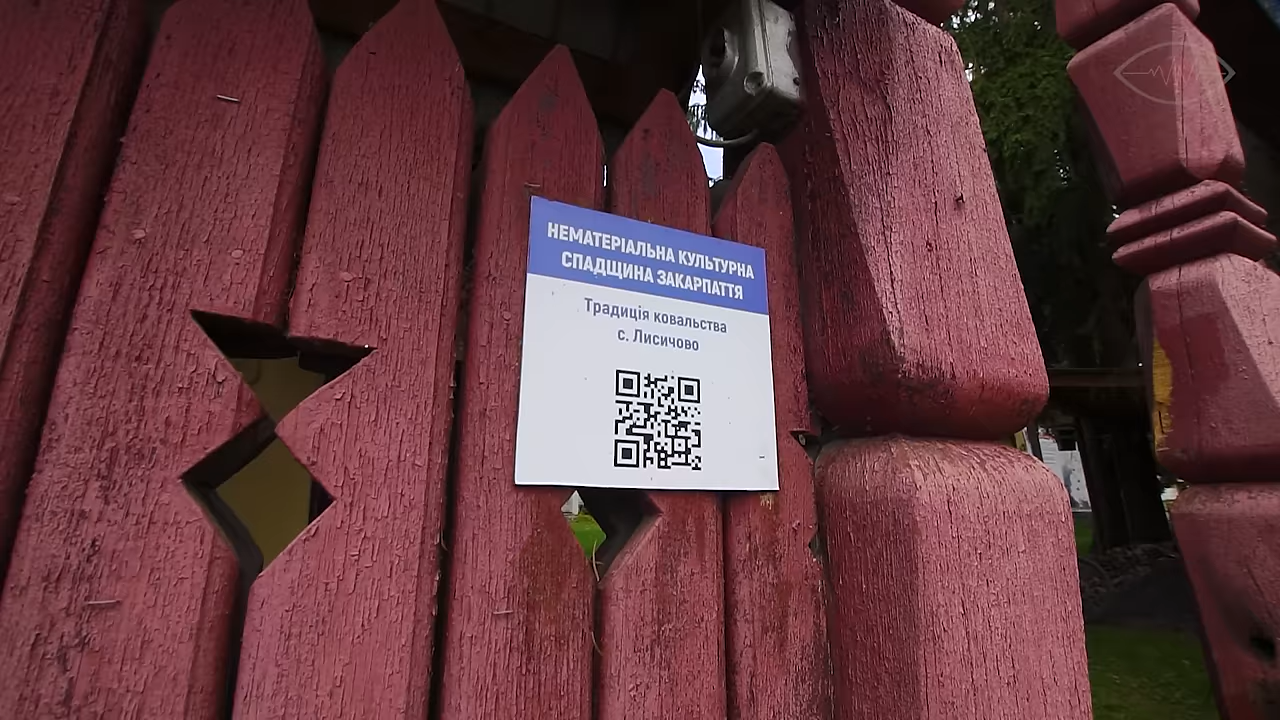 НЕМАТЕРІАЛЬНА КУЛЬТУРНА
СПАДЩИНА ЗАКАРПАТТЯ
Традиція ковальства
с. Лисичово